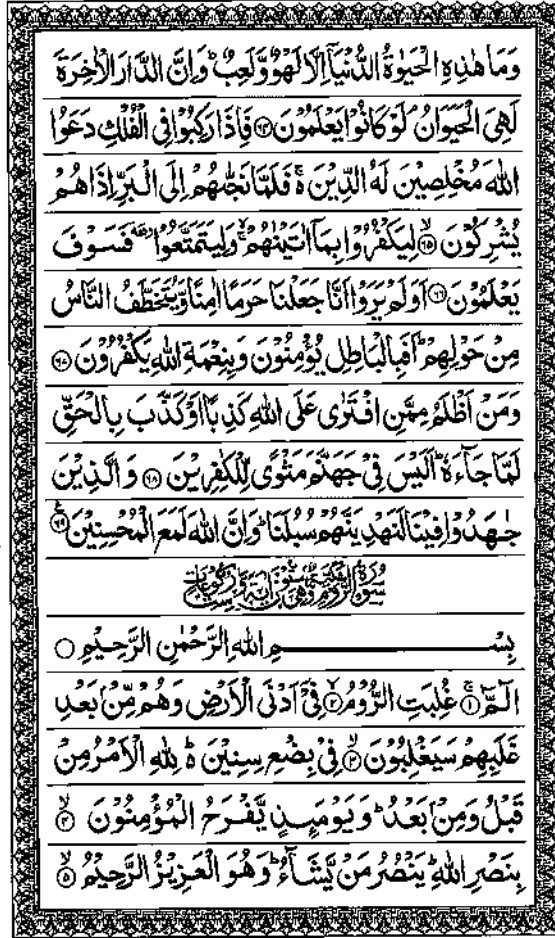 وَمَا هٰذِهِ الْحَيٰوةُ الدُّنْيَآ اِلَّا لَهْوٌ وَّلَعِبٌ ؕ وَاِنَّ الدَّارَ الْاٰخِرَةَ
لَهِيَ الْحَيَوَانُ ۘ لَوْ كَانُوْا يَعْلَمُوْنَ ﴿۶۴﴾ فَاِذَا رَكِبُوْا فِي الْفُلْكِ دَعَوُا
اللّٰهَ مُخْلِصِيْنَ لَهُ الدِّيْنَ ۬ۚ فَلَمَّا نَجّٰىهُمْ اِلَى الْبَرِّ اِذَا هُمْ
يُشْرِكُوْنَ ﴿۶۵﴾ۙ لِيَكْفُرُوْا بِمَآ اٰتَيْنٰهُمْ ۙۚ وَلِيَتَمَتَّعُوْا ۥ فَسَوْفَ
يَعْلَمُوْنَ ﴿۶۶﴾ اَوَلَمْ يَرَوْا اَنَّا جَعَلْنَا حَرَمًا اٰمِنًا وَّيُتَخَطَّفُ النَّاسُ
مِنْ حَوْلِهِمْ ؕ اَفَبِالْبَاطِلِ يُؤْمِنُوْنَ وَبِنِعْمَةِ اللّٰهِ يَكْفُرُوْنَ ﴿۶۷﴾
وَمَنْ اَظْلَمُ مِمَّنِ افْتَرٰى عَلَى اللّٰهِ كَذِبًا اَوْ كَذَّبَ بِالْحَقِّ
لَمَّا جَآءَهٗ ؕ اَلَيْسَ فِيْ جَهَنَّمَ مَثْوًى لِّلْكٰفِرِيْنَ ﴿۶۸﴾ وَالَّذِيْنَ
جٰهَدُوْا فِيْنَا لَنَهْدِيَنَّهُمْ سُبُلَنَا ؕ وَاِنَّ اللّٰهَ لَمَعَ الْمُحْسِنِيْنَ ﴿۶۹﴾
سُوْرَةُ الرُّوْمِ مَكِّيَّةٌ وَّهِيَ سِتُّوْنَ اٰيَةً
بِسْمِ اللّٰهِ الرَّحْمٰنِ الرَّحِيْمِ ○
الٓمّٓ ﴿۱﴾ۚ غُلِبَتِ الرُّوْمُ ﴿۲﴾ۙ فِيْٓ اَدْنَى الْاَرْضِ وَهُمْ مِّنْۢ بَعْدِ
غَلَبِهِمْ سَيَغْلِبُوْنَ ﴿۳﴾ۙ فِيْ بِضْعِ سِنِيْنَ ۬ؕ لِلّٰهِ الْاَمْرُ مِنْ
قَبْلُ وَمِنْۢ بَعْدُ ؕ وَيَوْمَئِذٍ يَّفْرَحُ الْمُؤْمِنُوْنَ ﴿۴﴾ۙ
بِنَصْرِ اللّٰهِ ؕ يَنْصُرُ مَنْ يَّشَآءُ ؕ وَهُوَ الْعَزِيْزُ الرَّحِيْمُ ﴿۵﴾ۙ